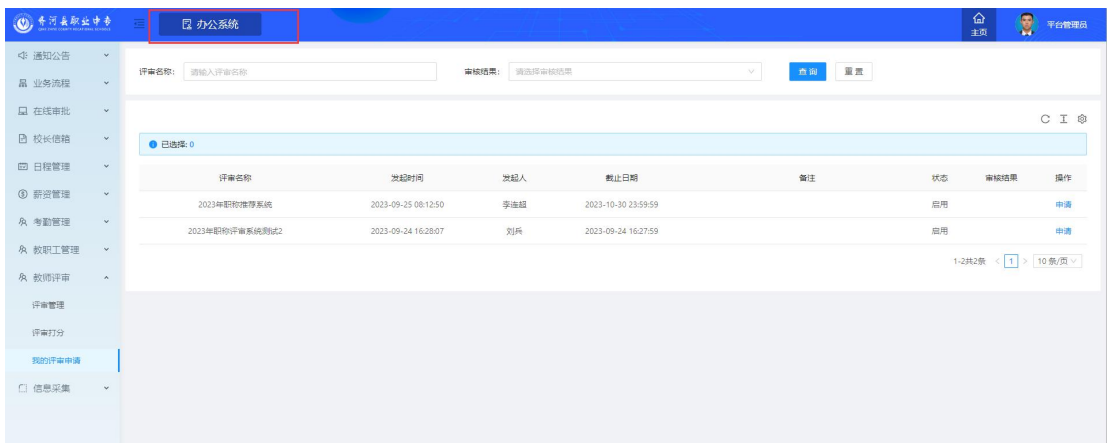 齐河县职业中专
办公系统
主页
平台管理员
通知公告
业务流程
在线审批
校长信箱
日程管理
薪资管理
考勤管理
教职工管理
教师评审
评审管理
评审打分
我的评审申请
信息采集
评审名称: 请输入评审名称 审核结果: 请选择审核结果 查 询 重 置
已选择: 0
评审名称 发起时间 发起人 截止日期 备注 状态 审核结果 操作
2023年职称推荐系统 2023-09-25 08:12:50 李连超 2023-10-30 23:59:59 启用 申请
2023年职称评审系统测试2 2023-09-24 16:28:07 刘兵 2023-09-24 16:27:59 启用 申请
1-2共2条 < 1 > 10 条/页